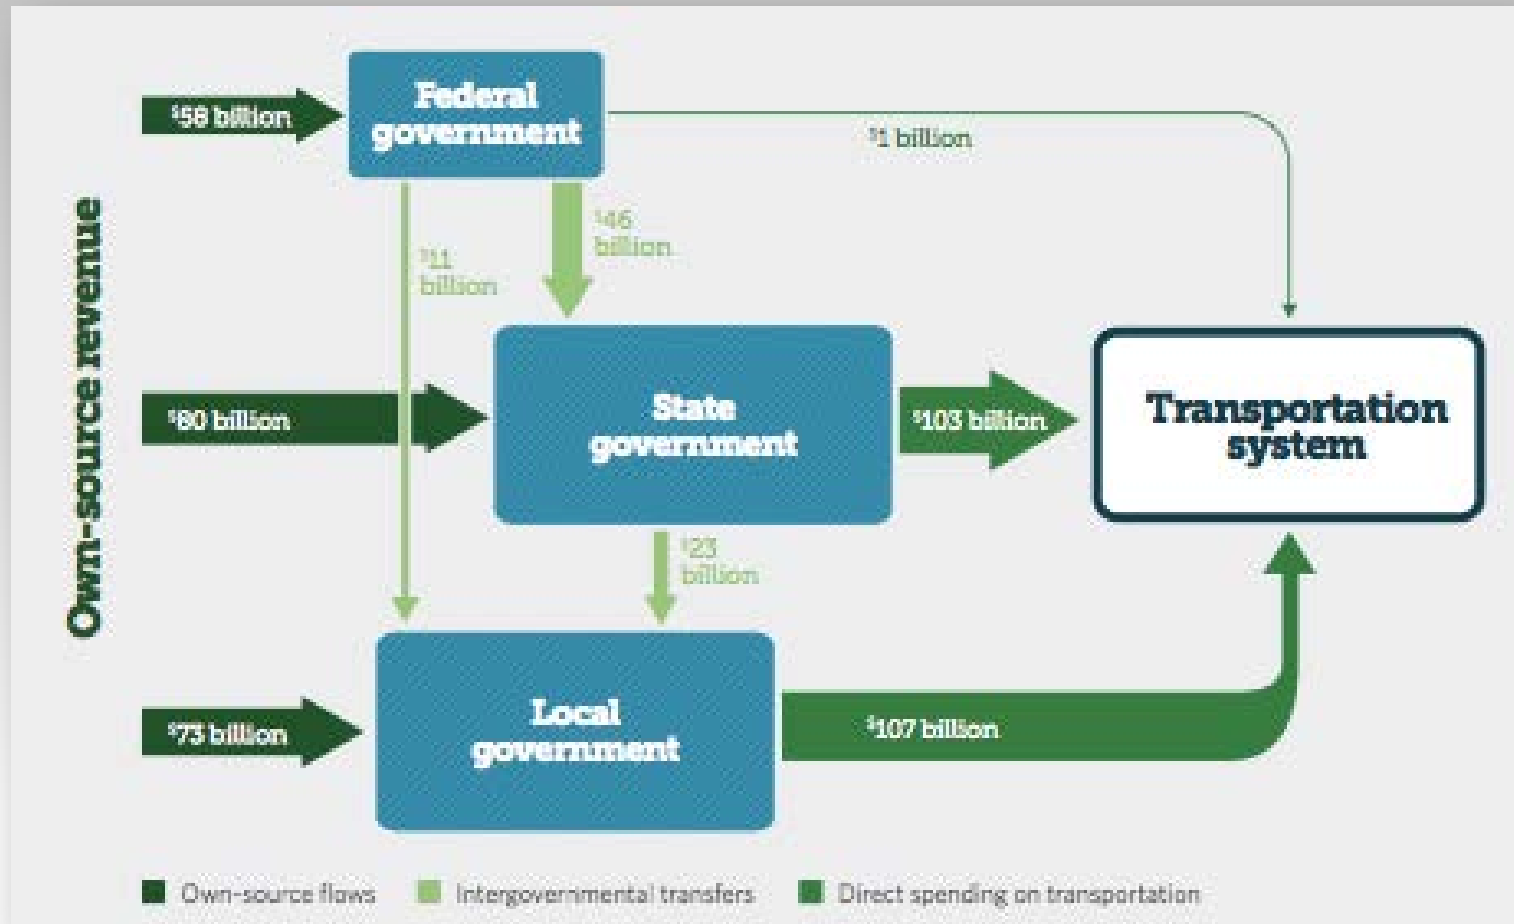 Own-source revenue
$58 billion
Federal
government
$1 billion
$46
billion
$11
billion
$80 billion
State
government
$103 billion
Transportation
system
$23
billion
$73 billion
Local
government
$107 billion
Own-source flows
Intergovernmental transfers
Direct spending on transportation